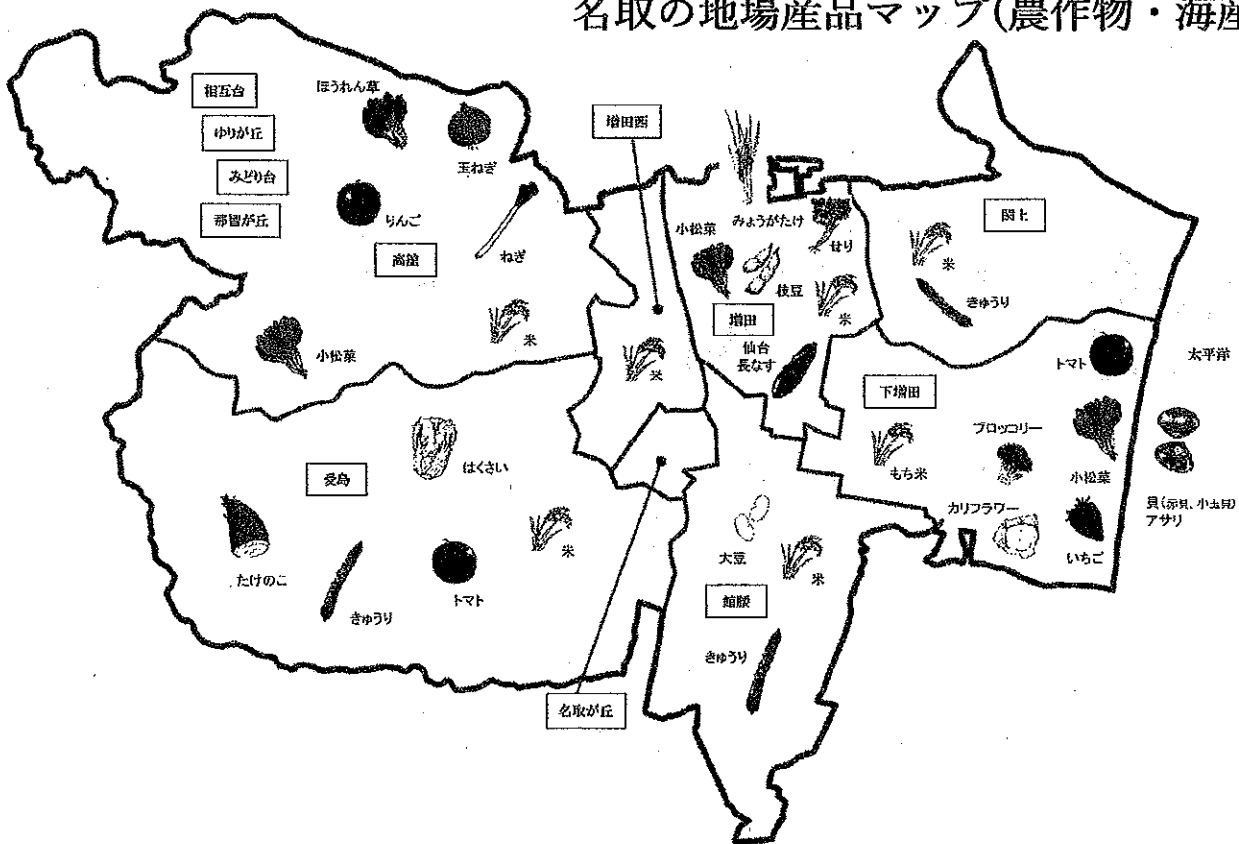 名取の地場産品マップ(農作物・海産
相互台
ゆりが丘
みどり台
那智が丘
高舘
ほうれん草
玉ねぎ
りんご
ねぎ
小松菜
米
増田西
米
みょうがたけ
小松菜
せり
枝豆
米
増田
仙台
長なす
閖上
米
きゅうり
下増田
トマト
もち米
ブロッコリー
小松菜
カリフラワー
いちご
太平洋
貝(赤貝、小玉貝)
アサリ
愛島
はくさい
たけのこ
きゅうり
トマト
米
大豆
米
館腰
きゅうり
名取が丘